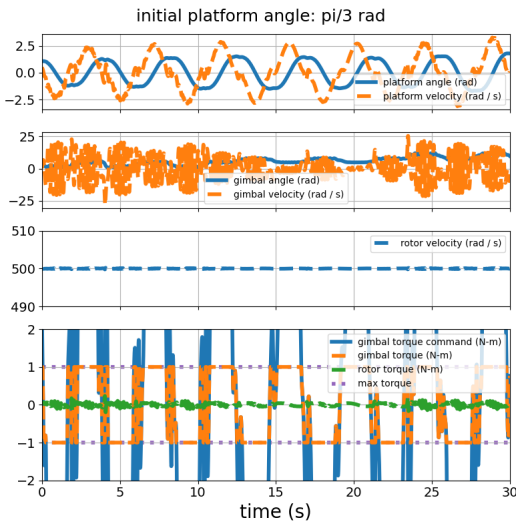 initial platform angle: pi/3 rad
2.5
0.0
−2.5
platform angle (rad)
platform velocity (rad / s)
25
0
−25
gimbal angle (rad)
gimbal velocity (rad / s)
510
500
490
rotor velocity (rad / s)
2
1
0
−1
−2
gimbal torque command (N-m)
gimbal torque (N-m)
rotor torque (N-m)
max torque
0 5 10 15 20 25 30
time (s)